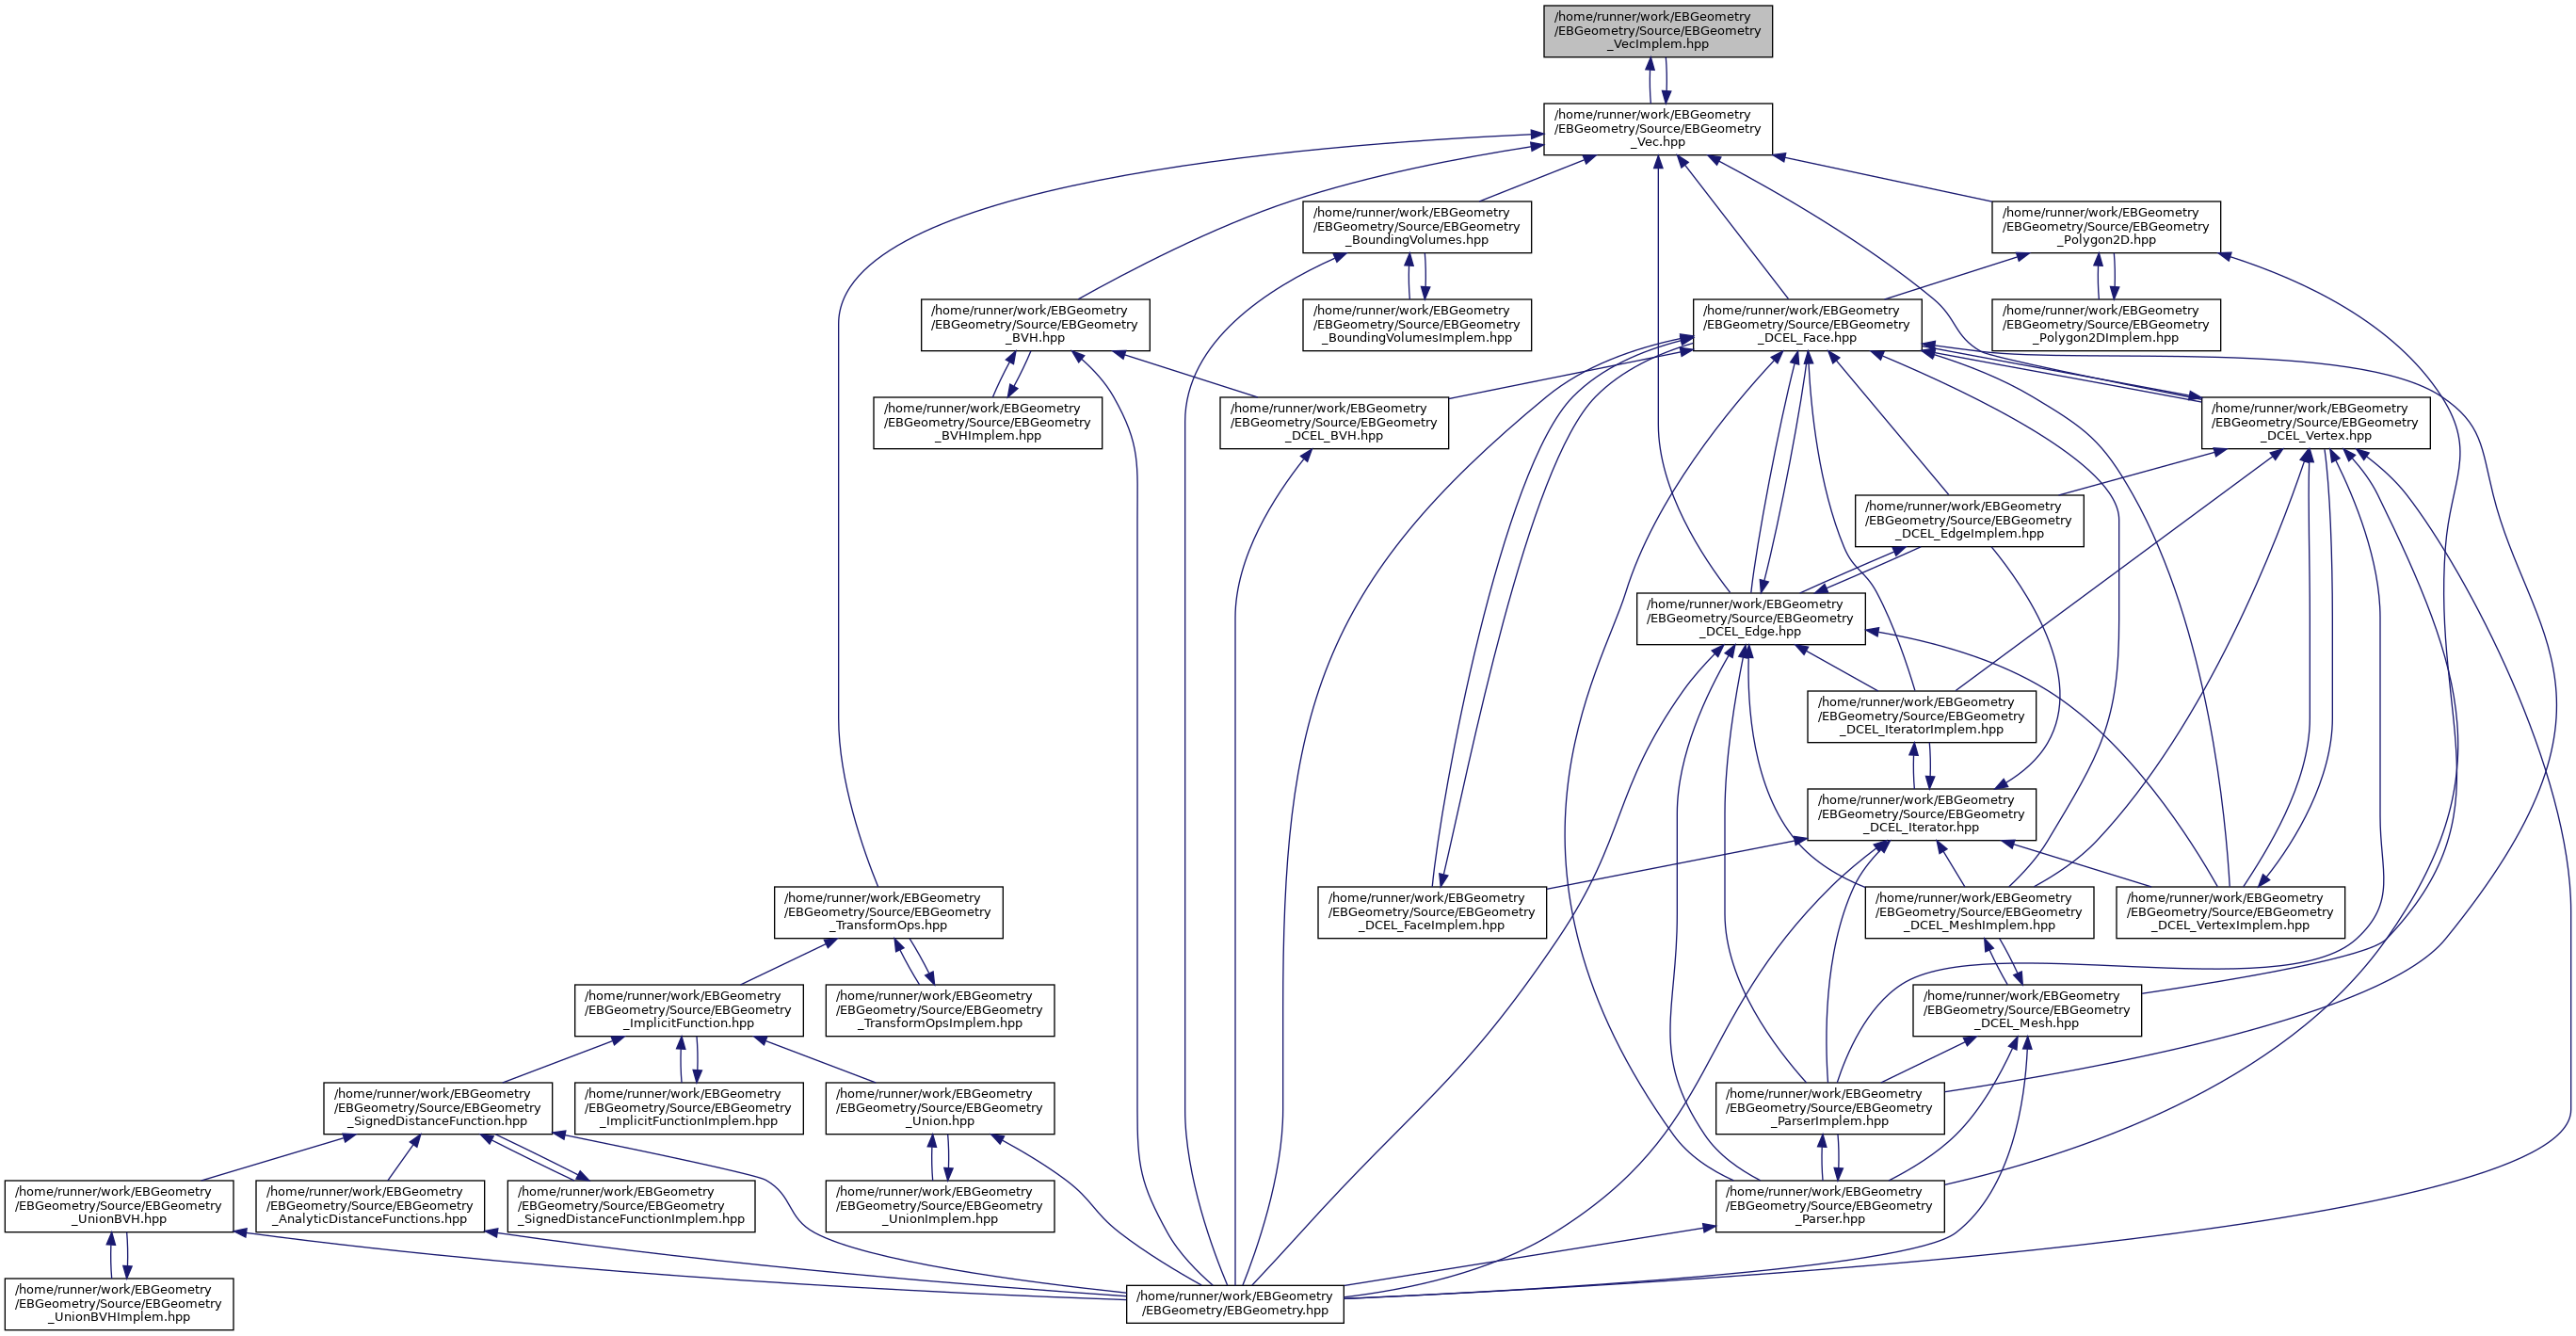 /home/runner/work/EBGeometry
/EBGeometry/Source/EBGeometry
_VecImplem.hpp
/home/runner/work/EBGeometry
/EBGeometry/Source/EBGeometry
_Vec.hpp
/home/runner/work/EBGeometry
/EBGeometry/Source/EBGeometry
_BoundingVolumes.hpp
/home/runner/work/EBGeometry
/EBGeometry/Source/EBGeometry
_Polygon2D.hpp
/home/runner/work/EBGeometry
/EBGeometry/Source/EBGeometry
_BVH.hpp
/home/runner/work/EBGeometry
/EBGeometry/Source/EBGeometry
_BoundingVolumesImplem.hpp
/home/runner/work/EBGeometry
/EBGeometry/Source/EBGeometry
_DCEL_Face.hpp
/home/runner/work/EBGeometry
/EBGeometry/Source/EBGeometry
_Polygon2DImplem.hpp
/home/runner/work/EBGeometry
/EBGeometry/Source/EBGeometry
_BVHImplem.hpp
/home/runner/work/EBGeometry
/EBGeometry/Source/EBGeometry
_DCEL_BVH.hpp
/home/runner/work/EBGeometry
/EBGeometry/Source/EBGeometry
_DCEL_Vertex.hpp
/home/runner/work/EBGeometry
/EBGeometry/Source/EBGeometry
_DCEL_EdgeImplem.hpp
/home/runner/work/EBGeometry
/EBGeometry/Source/EBGeometry
_DCEL_Edge.hpp
/home/runner/work/EBGeometry
/EBGeometry/Source/EBGeometry
_DCEL_IteratorImplem.hpp
/home/runner/work/EBGeometry
/EBGeometry/Source/EBGeometry
_DCEL_Iterator.hpp
/home/runner/work/EBGeometry
/EBGeometry/Source/EBGeometry
_TransformOps.hpp
/home/runner/work/EBGeometry
/EBGeometry/Source/EBGeometry
_DCEL_FaceImplem.hpp
/home/runner/work/EBGeometry
/EBGeometry/Source/EBGeometry
_DCEL_MeshImplem.hpp
/home/runner/work/EBGeometry
/EBGeometry/Source/EBGeometry
_DCEL_VertexImplem.hpp
/home/runner/work/EBGeometry
/EBGeometry/Source/EBGeometry
_ImplicitFunction.hpp
/home/runner/work/EBGeometry
/EBGeometry/Source/EBGeometry
_TransformOpsImplem.hpp
/home/runner/work/EBGeometry
/EBGeometry/Source/EBGeometry
_DCEL_Mesh.hpp
/home/runner/work/EBGeometry
/EBGeometry/Source/EBGeometry
_SignedDistanceFunction.hpp
/home/runner/work/EBGeometry
/EBGeometry/Source/EBGeometry
_ImplicitFunctionImplem.hpp
/home/runner/work/EBGeometry
/EBGeometry/Source/EBGeometry
_Union.hpp
/home/runner/work/EBGeometry
/EBGeometry/Source/EBGeometry
_ParserImplem.hpp
/home/runner/work/EBGeometry
/EBGeometry/Source/EBGeometry
_UnionBVH.hpp
/home/runner/work/EBGeometry
/EBGeometry/Source/EBGeometry
_AnalyticDistanceFunctions.hpp
/home/runner/work/EBGeometry
/EBGeometry/Source/EBGeometry
_SignedDistanceFunctionImplem.hpp
/home/runner/work/EBGeometry
/EBGeometry/Source/EBGeometry
_UnionImplem.hpp
/home/runner/work/EBGeometry
/EBGeometry/Source/EBGeometry
_Parser.hpp
/home/runner/work/EBGeometry
/EBGeometry/Source/EBGeometry
_UnionBVHImplem.hpp
/home/runner/work/EBGeometry
/EBGeometry/EBGeometry.hpp